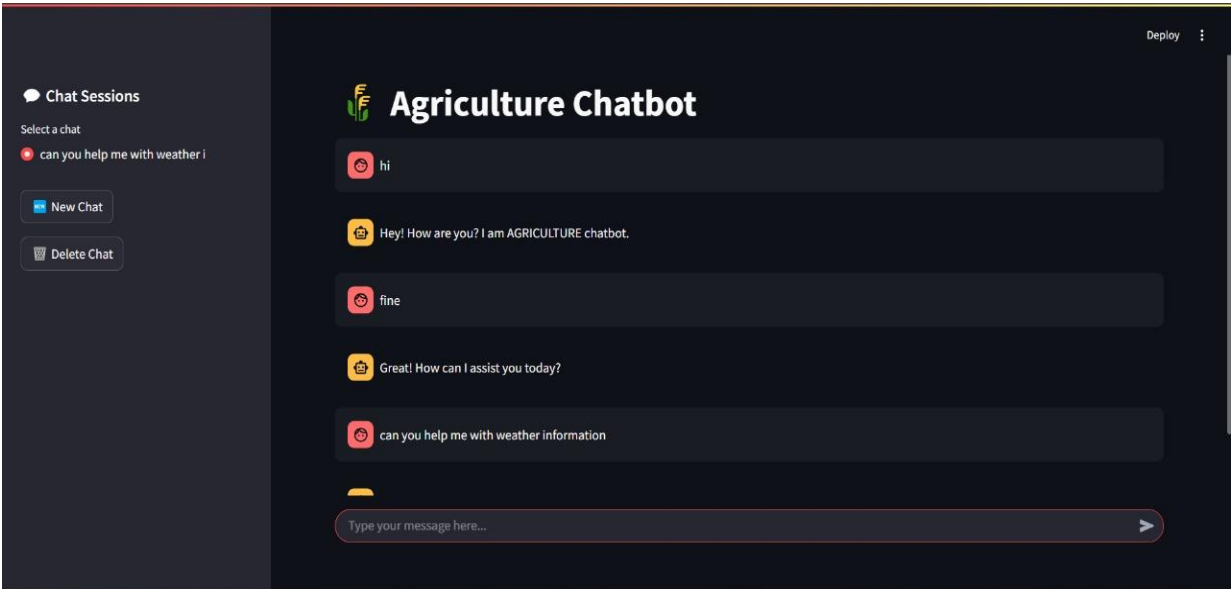 Deploy
Chat Sessions
Select a chat
can you help me with weather i
New Chat
Delete Chat
Agriculture Chatbot
hi
Hey! How are you? I am AGRICULTURE chatbot.
fine
Great! How can I assist you today?
can you help me with weather information
Type your message here...